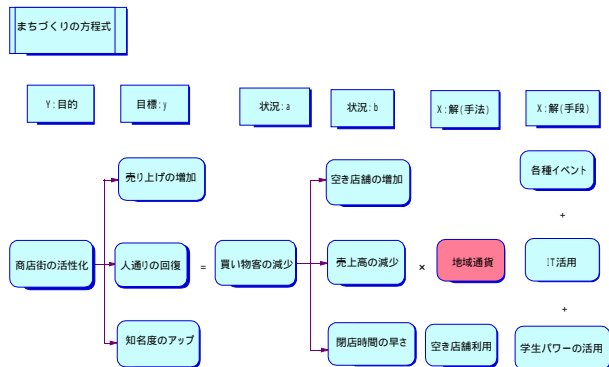 まちづくりの方程式
Y:目的
目標:y
状況:a
状況:b
X:解(手法)
X:解(手段)
各種イベント
売り上げの増加
空き店舗の増加
+
商店街の活性化
人通りの回復
=
買い物客の減少
売上高の減少
×
地域通貨
IT活用
+
知名度のアップ
閉店時間の早さ
空き店舗利用
学生パワーの活用